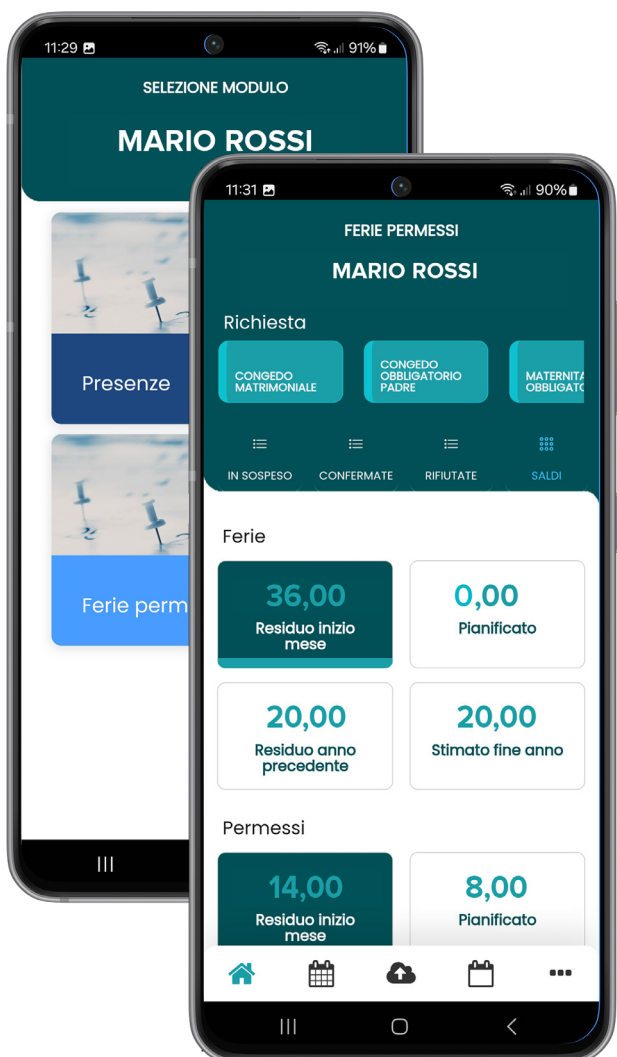 11:29
91%
SELEZIONE MODULO
MARIO ROSSI
Presenze
Ferie perm
11:31
90%
FERIE PERMESSI
MARIO ROSSI
Richiesta
CONGEDO
MATRIMONIALE
CONGEDO
OBBLIGATORIO
PADRE
MATERNITA
OBBLIGATO
IN SOSPESO
CONFERMATE
RIFIUTATE
SALDI
Ferie
36,00
Residuo inizio
mese
0,00
Pianificato
20,00
Residuo anno
precedente
20,00
Stimato fine anno
Permessi
14,00
Residuo inizio
mese
8,00
Pianificato